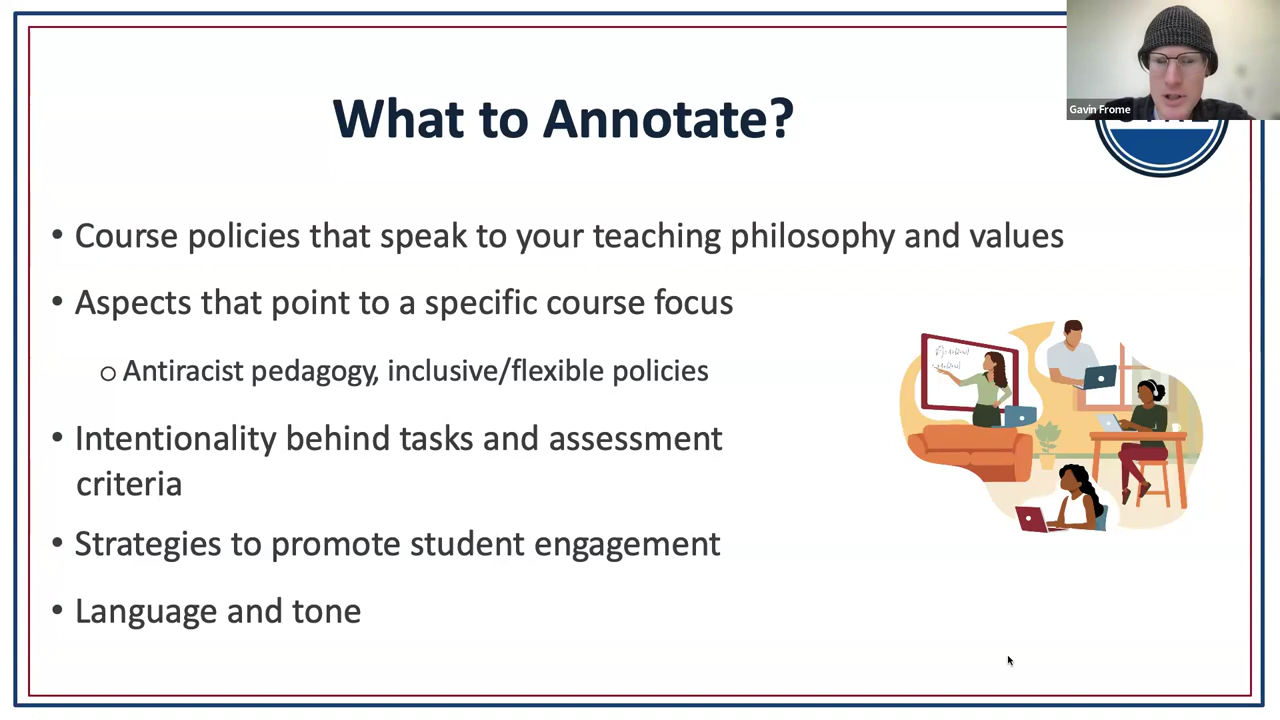 Gavin Frome
What to Annotate?
• Course policies that speak to your teaching philosophy and values
• Aspects that point to a specific course focus
o Antiracist pedagogy, inclusive/flexible policies
• Intentionality behind tasks and assessment
criteria
• Strategies to promote student engagement
• Language and tone